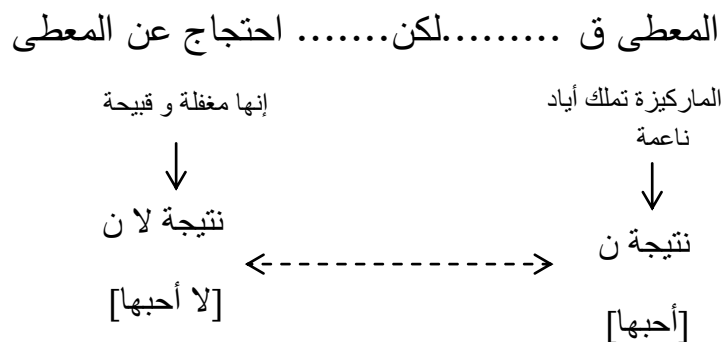 المعطى ق .........لكن....... احتجاج عن المعطى
الماركيزة تملك أياد
ناعمة
إنها مغفلة و قبيحة
نتيجة ن
نتيجة لا ن
[أحبها]
[لا أحبها]